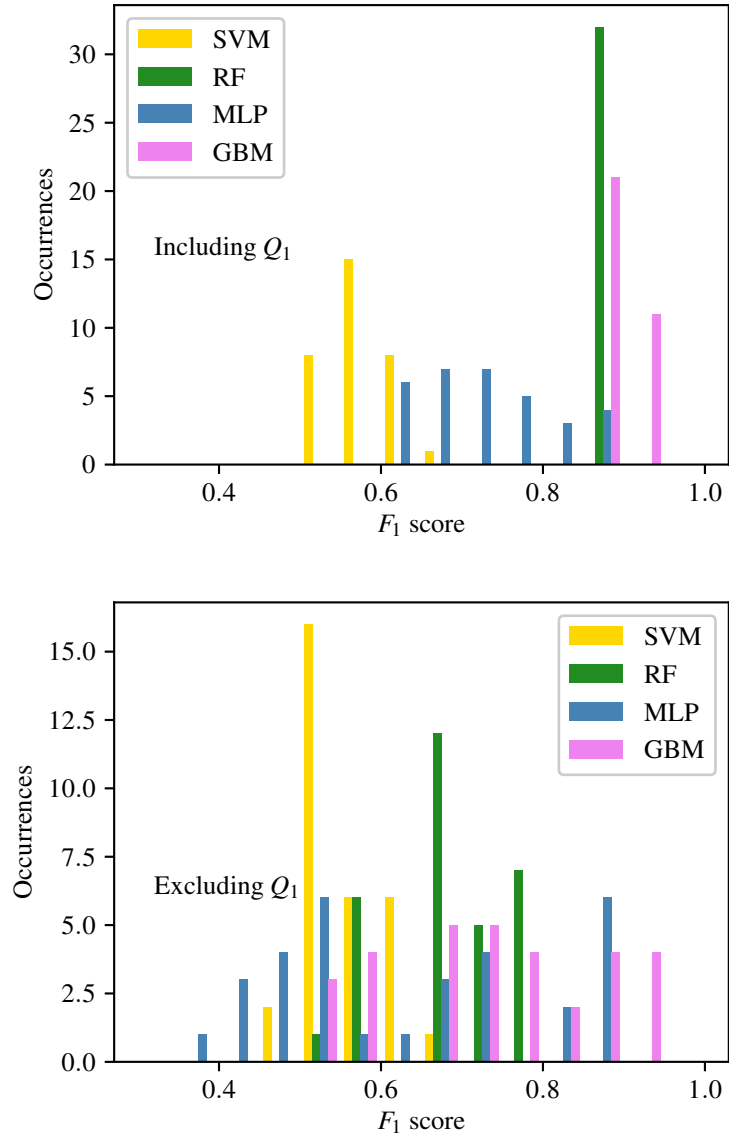 SVM
RF
MLP
GBM
30
25
20
15
10
5
0
Occurrences
Including Q1
0.4 0.6 0.8 1.0
F1 score
SVM
RF
MLP
GBM
15.0
12.5
10.0
7.5
5.0
2.5
0.0
Occurrences
Excluding Q1
0.4 0.6 0.8 1.0
F1 score